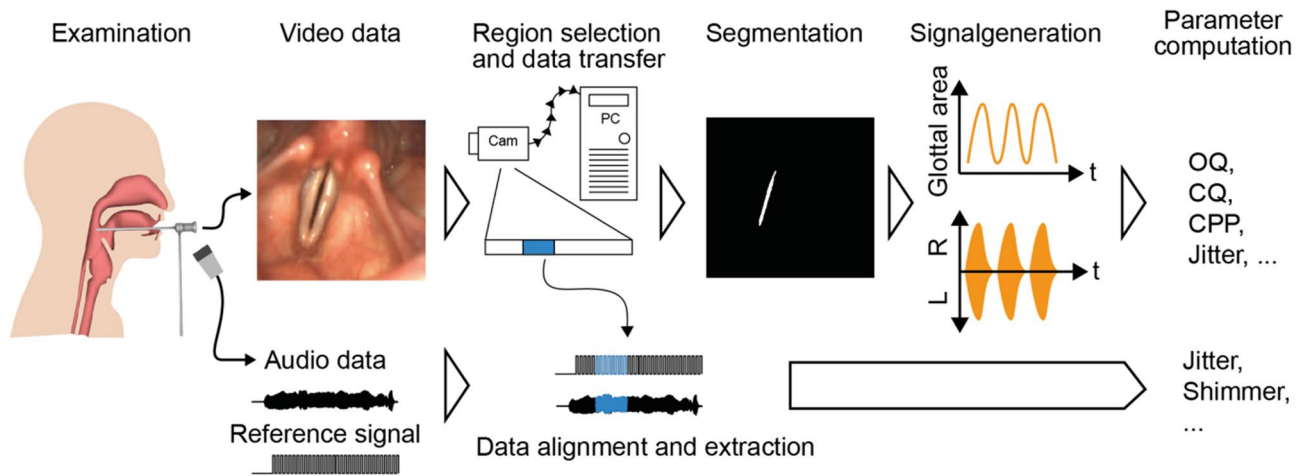 Examination
Video data
Region selection
and data transfer
Segmentation
Signalgeneration
Parameter
computation
Cam
PC
Glottal area
t
R
L
t
OQ,
CQ,
CPP,
Jitter, ...
Audio data
Reference signal
Data alignment and extraction
Jitter,
Shimmer,
...